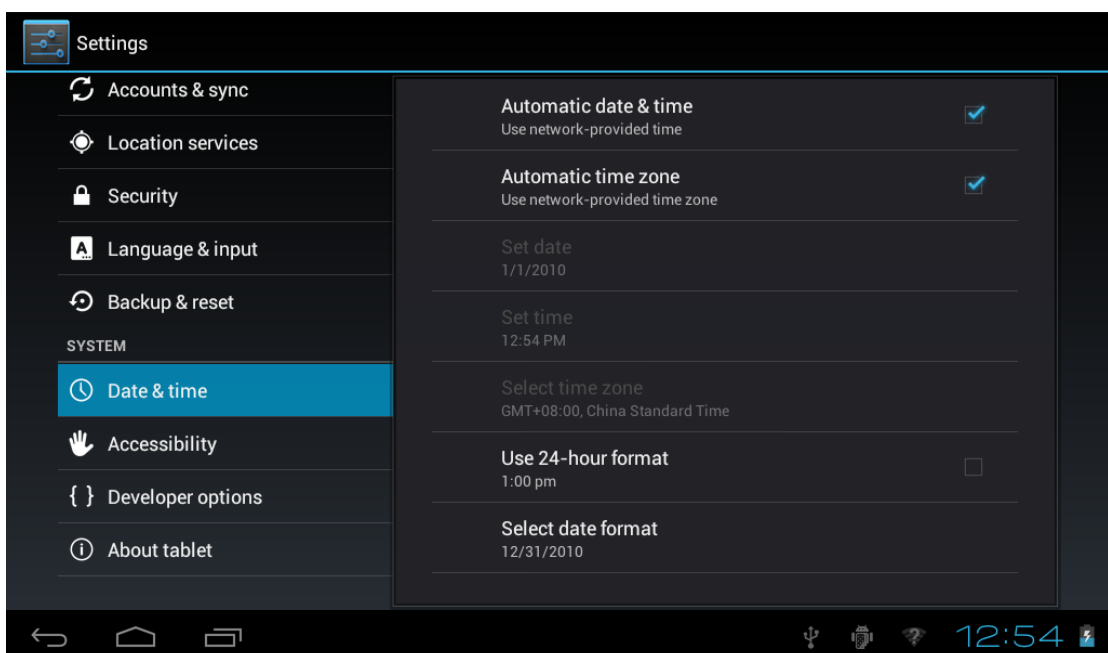 Settings
Accounts & sync
Location services
Security
Language & input
Backup & reset
SYSTEM
Date & time
Accessibility
{ } Developer options
About tablet
Automatic date & time
Use network-provided time
Automatic time zone
Use network-provided time zone
Set date
1/1/2010
Set time
12:54 PM
Select time zone
GMT+08:00, China Standard Time
Use 24-hour format
1:00 pm
Select date format
12/31/2010
12:54